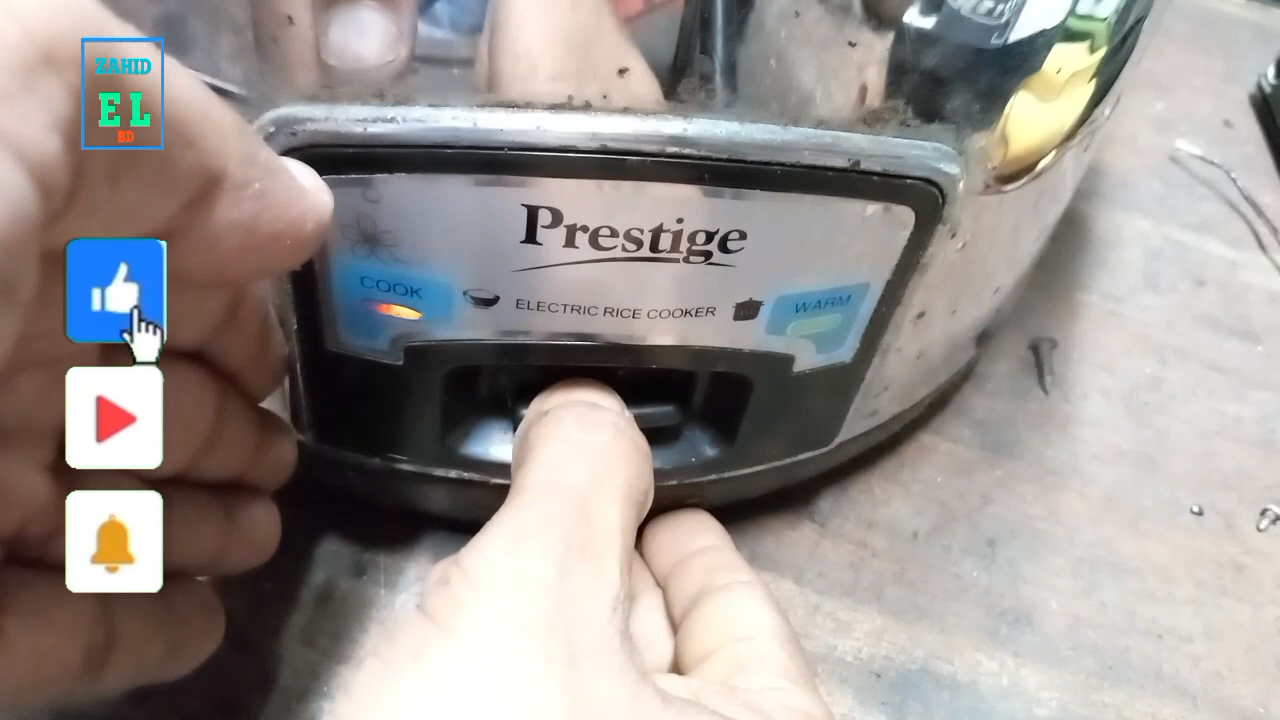 ZAHID
EL
BD
Prestige
COOK
ELECTRIC RICE COOKER
WARM